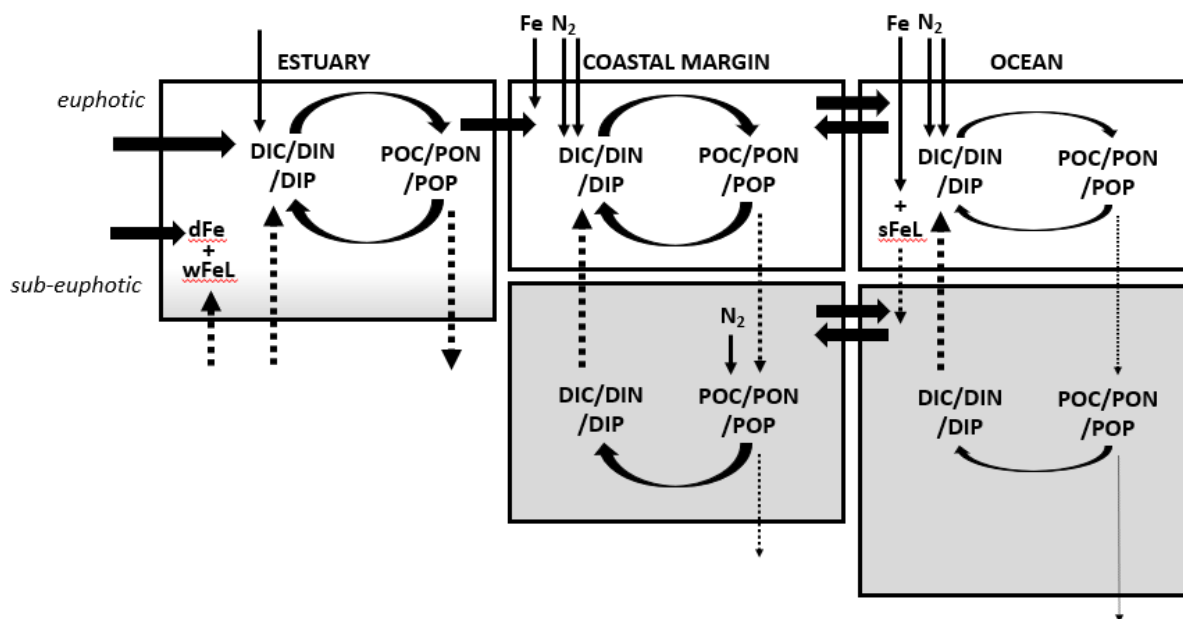 Fe N₂
Fe N₂
ESTUARY
COASTAL MARGIN
OCEAN
euphotic
DIC/DIN
/DIP
POC/PON
/POP
DIC/DIN
/DIP
POC/PON
/POP
DIC/DIN
/DIP
POC/PON
/POP
dFe
+
wFeL
+
sFeL
sub-euphotic
N₂
DIC/DIN
/DIP
POC/PON
/POP
DIC/DIN
/DIP
POC/PON
/POP